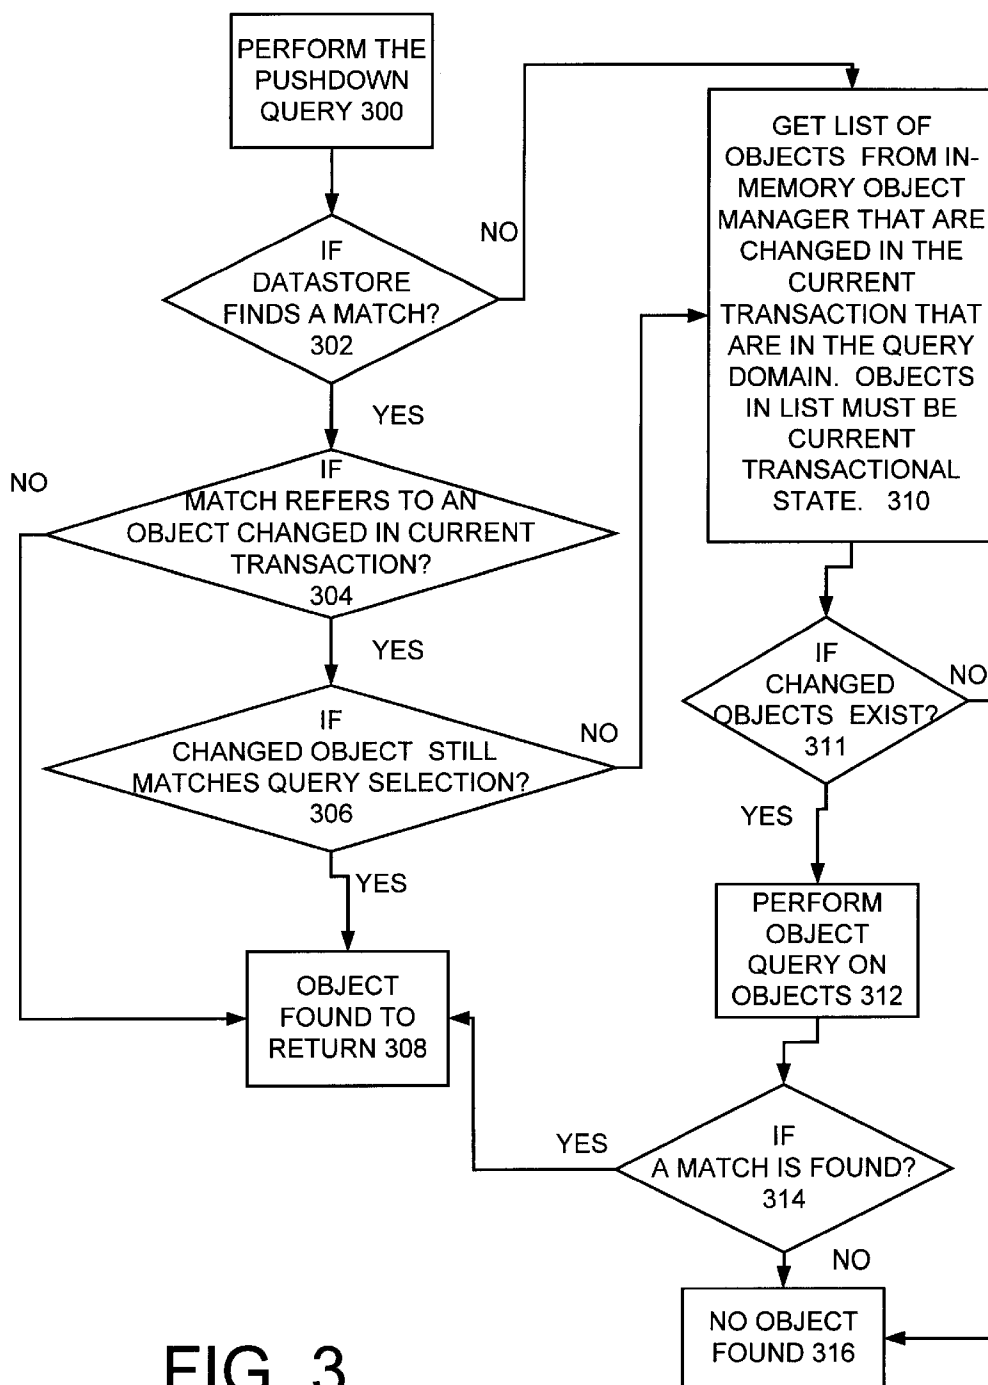 PERFORM THE
PUSHDOWN
QUERY 300
IF
DATASTORE
FINDS A MATCH?
302
NO
YES
IF
MATCH REFERS TO AN
OBJECT CHANGED IN CURRENT
TRANSACTION?
304
NO
YES
IF
CHANGED OBJECT STILL
MATCHES QUERY SELECTION?
306
NO
YES
OBJECT
FOUND TO
RETURN 308
GET LIST OF
OBJECTS FROM IN-
MEMORY OBJECT
MANAGER THAT ARE
CHANGED IN THE
CURRENT
TRANSACTION THAT
ARE IN THE QUERY
DOMAIN. OBJECTS
IN LIST MUST BE
CURRENT
TRANSACTIONAL
STATE. 310
IF
CHANGED
OBJECTS EXIST?
311
NO
YES
PERFORM
OBJECT
QUERY ON
OBJECTS 312
IF
A MATCH IS FOUND?
314
YES
NO
NO OBJECT
FOUND 316
FIG. 3